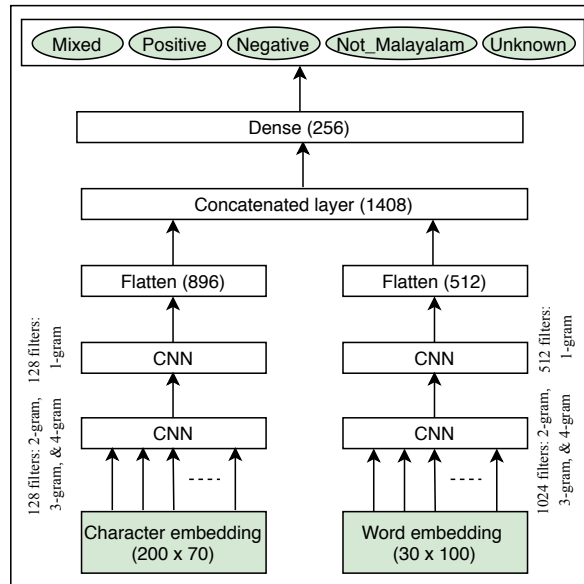 Mixed Positive Negative Not_Malayalam Unknown
Dense (256)
Concatenated layer (1408)
Flatten (896)
Flatten (512)
128 filters:
1-gram
CNN
CNN
512 filters:
1-gram
128 filters: 2-gram,
3-gram, & 4-gram
CNN
CNN
1024 filters: 2-gram,
3-gram, & 4-gram
Character embedding
(200 x 70)
Word embedding
(30 x 100)